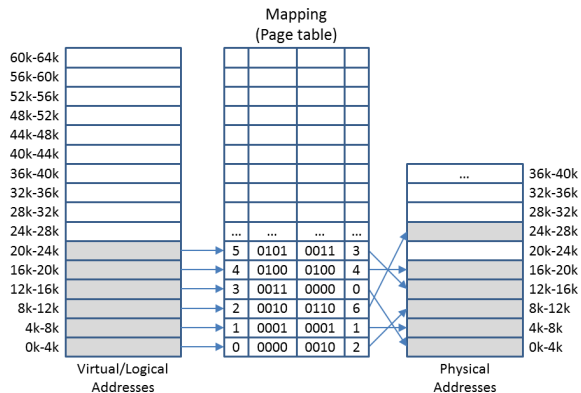 Mapping
(Page table)
60k-64k
56k-60k
52k-56k
48k-52k
44k-48k
40k-44k
36k-40k ... 36k-40k
32k-36k 32k-36k
28k-32k 28k-32k
24k-28k ... ... ... ... 24k-28k
20k-24k 5 0101 0011 3 20k-24k
16k-20k 4 0100 0100 4 16k-20k
12k-16k 3 0011 0000 0 12k-16k
8k-12k 2 0010 0110 6 8k-12k
4k-8k 1 0001 0001 1 4k-8k
0k-4k 0 0000 0010 2 0k-4k
Virtual/Logical
Addresses
Physical
Addresses